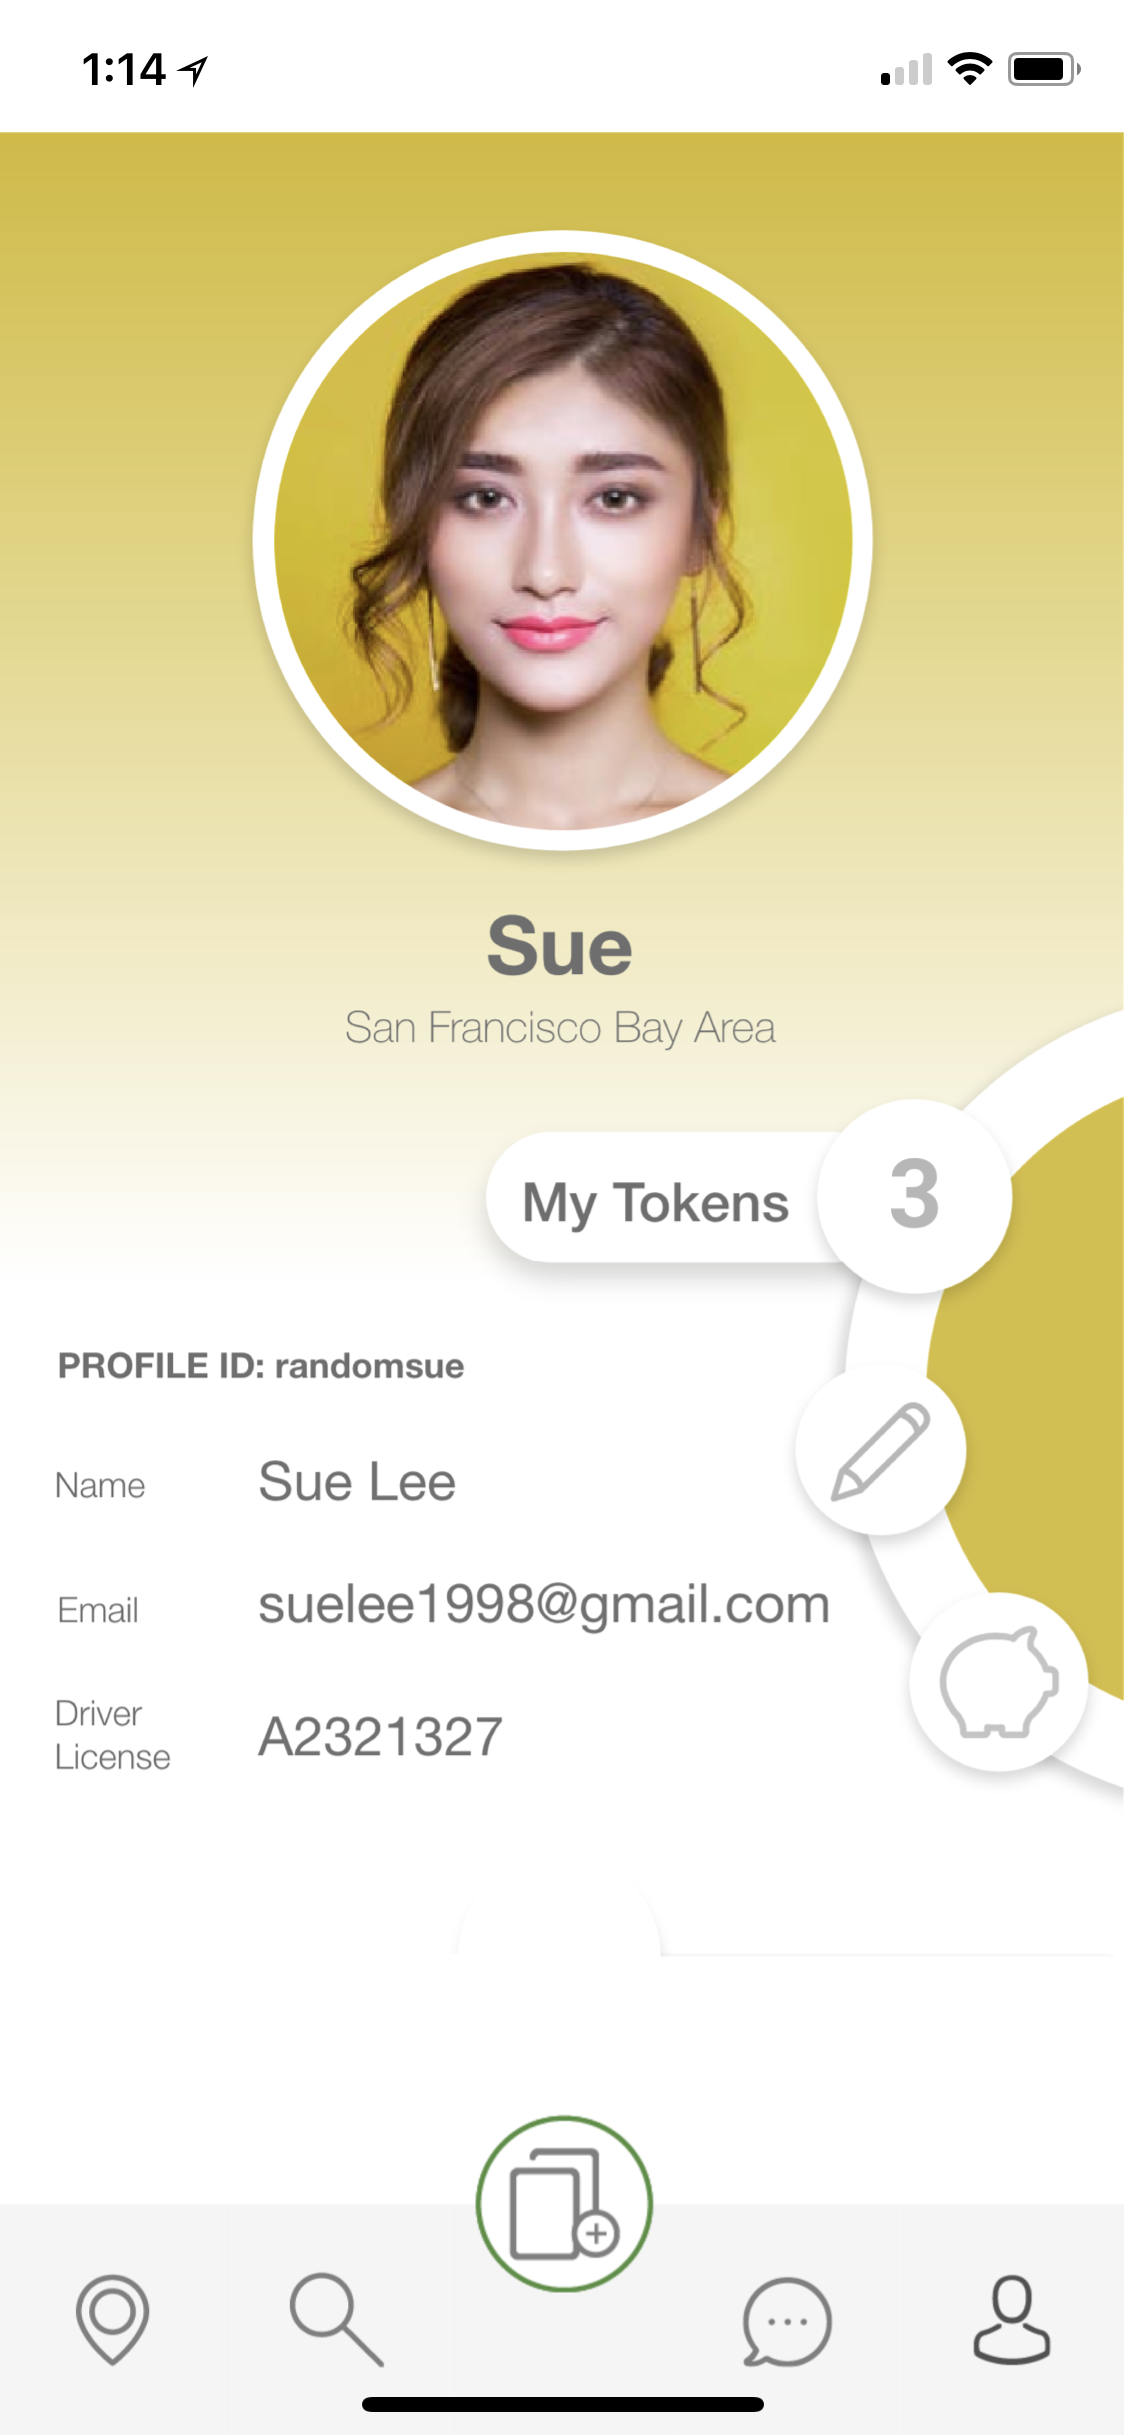 1:14
Sue
San Francisco Bay Area
My Tokens
3
PROFILE ID: randomsue
Name Sue Lee
Email suelee1998@gmail.com
Driver
License A2321327